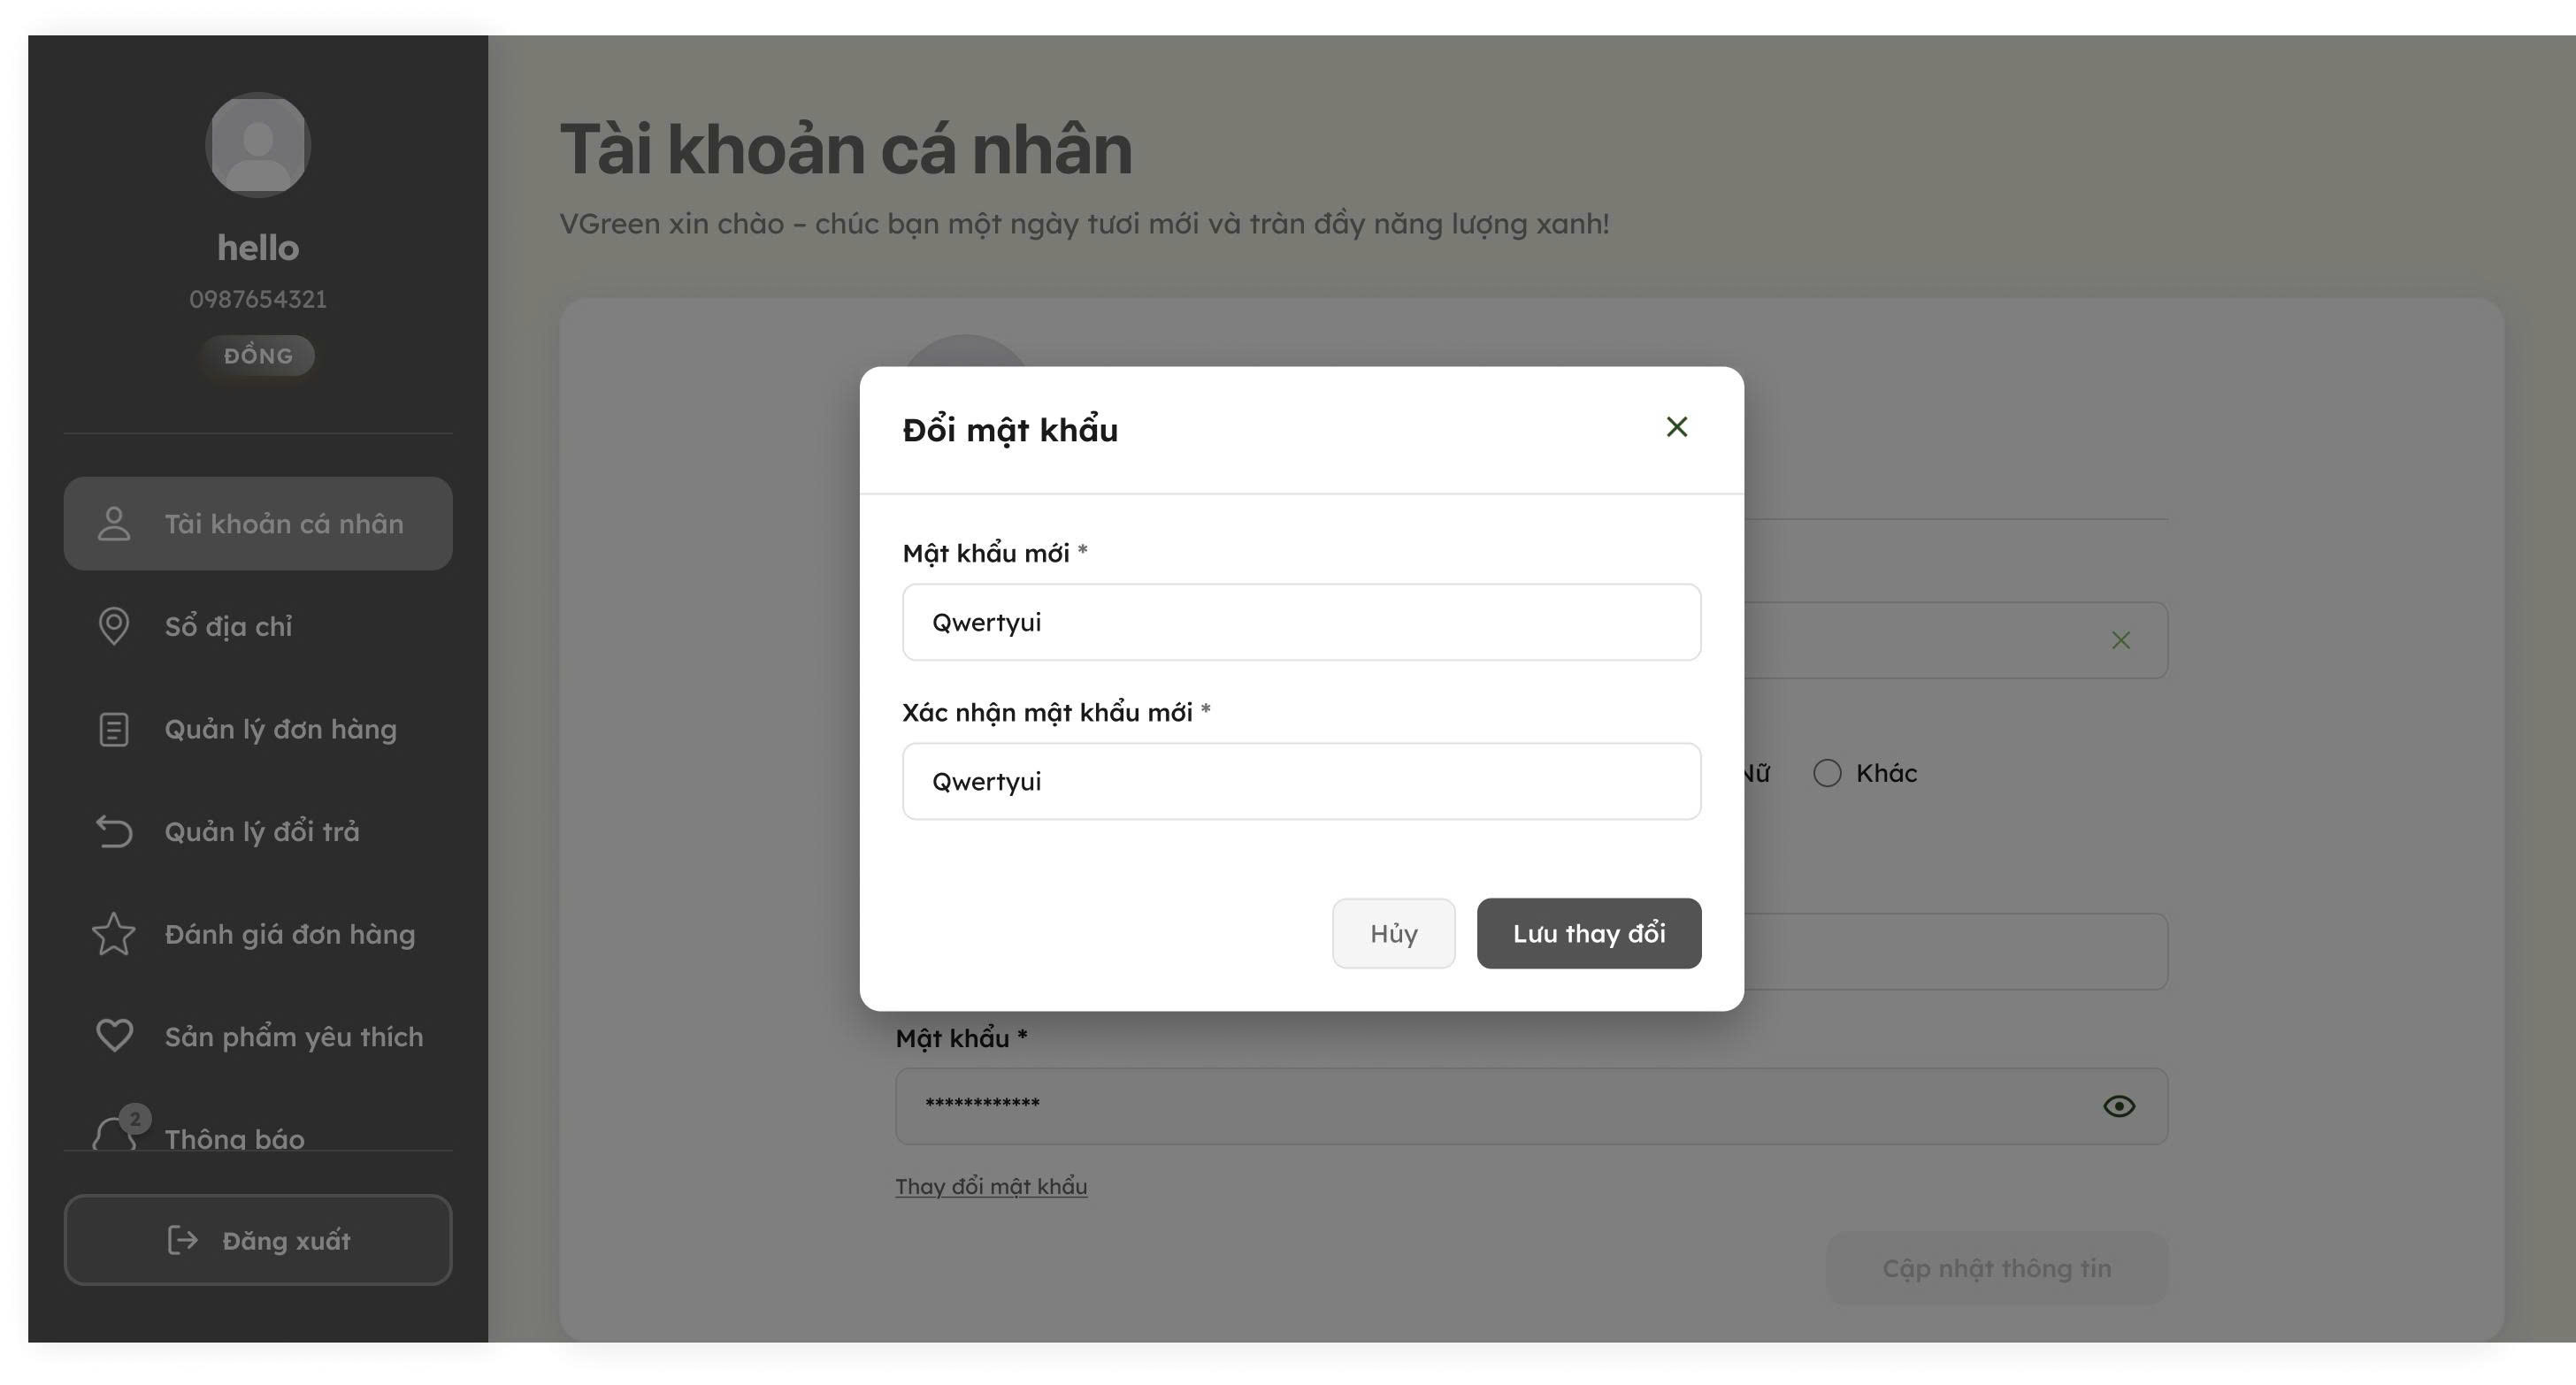 hello
0987654321
ĐỒNG
Tài khoản cá nhân
Sổ địa chỉ
Quản lý đơn hàng
Quản lý đổi trả
Đánh giá đơn hàng
Sản phẩm yêu thích
2
Thông báo
Đăng xuất
Tài khoản cá nhân
VGreen xin chào – chúc bạn một ngày tươi mới và tràn đầy năng lượng xanh!
Đổi mật khẩu
Mật khẩu mới *
Qwertyui
Xác nhận mật khẩu mới *
Qwertyui
Hủy Lưu thay đổi
Nữ Khác
Mật khẩu *
************
Thay đổi mật khẩu
Cập nhật thông tin